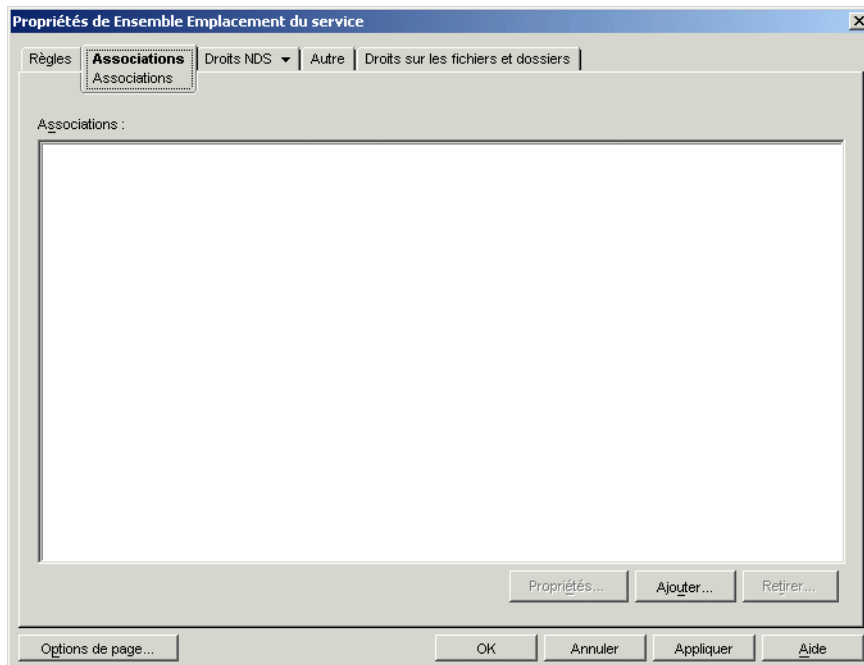 Propriétés de Ensemble Emplacement du service
Règles Associations Droits NDS Autre Droits sur les fichiers et dossiers
Associations
Associations :
Propriétés... Ajouter... Retirer...
Options de page... OK Annuler Appliquer Aide